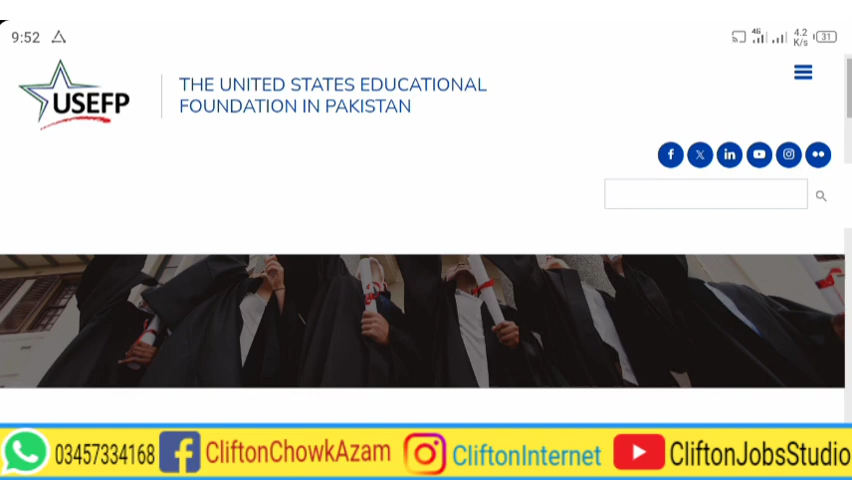 9:52
4G
4.2
K/s
31
USEFP
THE UNITED STATES EDUCATIONAL
FOUNDATION IN PAKISTAN
03457334168 CliftonChowkAzam CliftonInternet CliftonJobsStudio